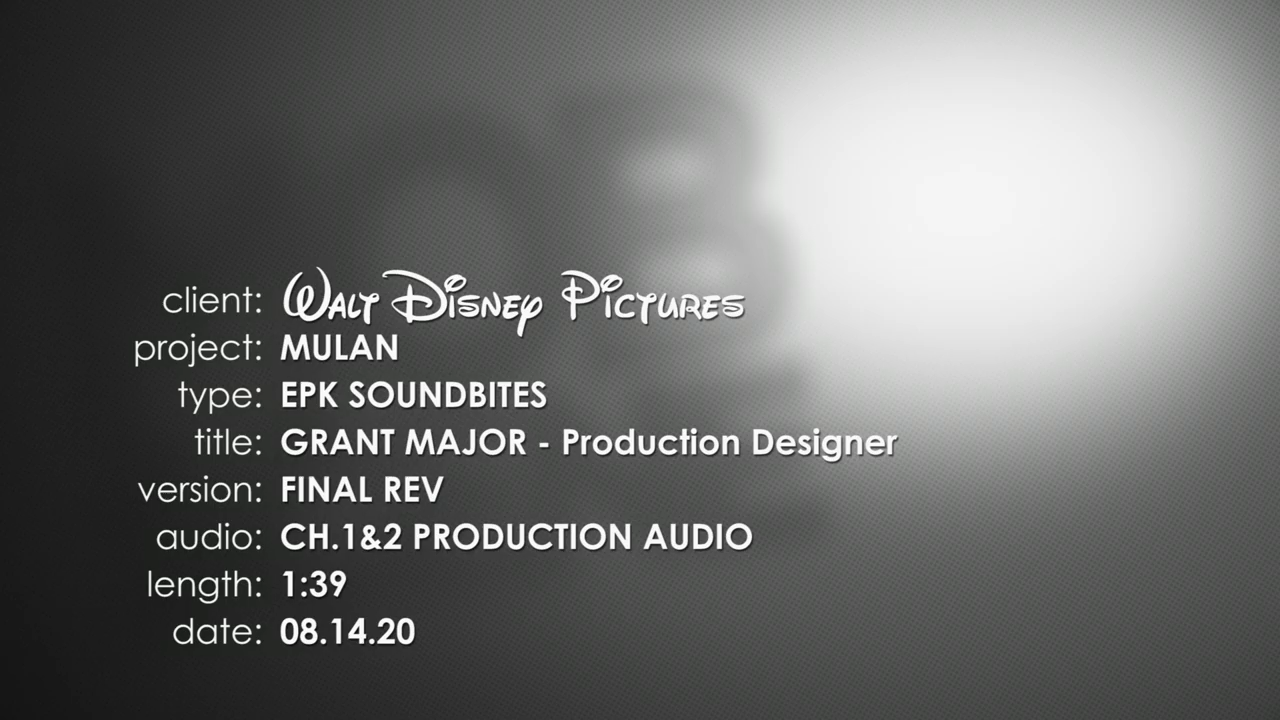 client: Walt Disney Pictures
project: MULAN
type: EPK SOUNDBITES
title: GRANT MAJOR - Production Designer
version: FINAL REV
audio: CH.1&2 PRODUCTION AUDIO
length: 1:39
date: 08.14.20